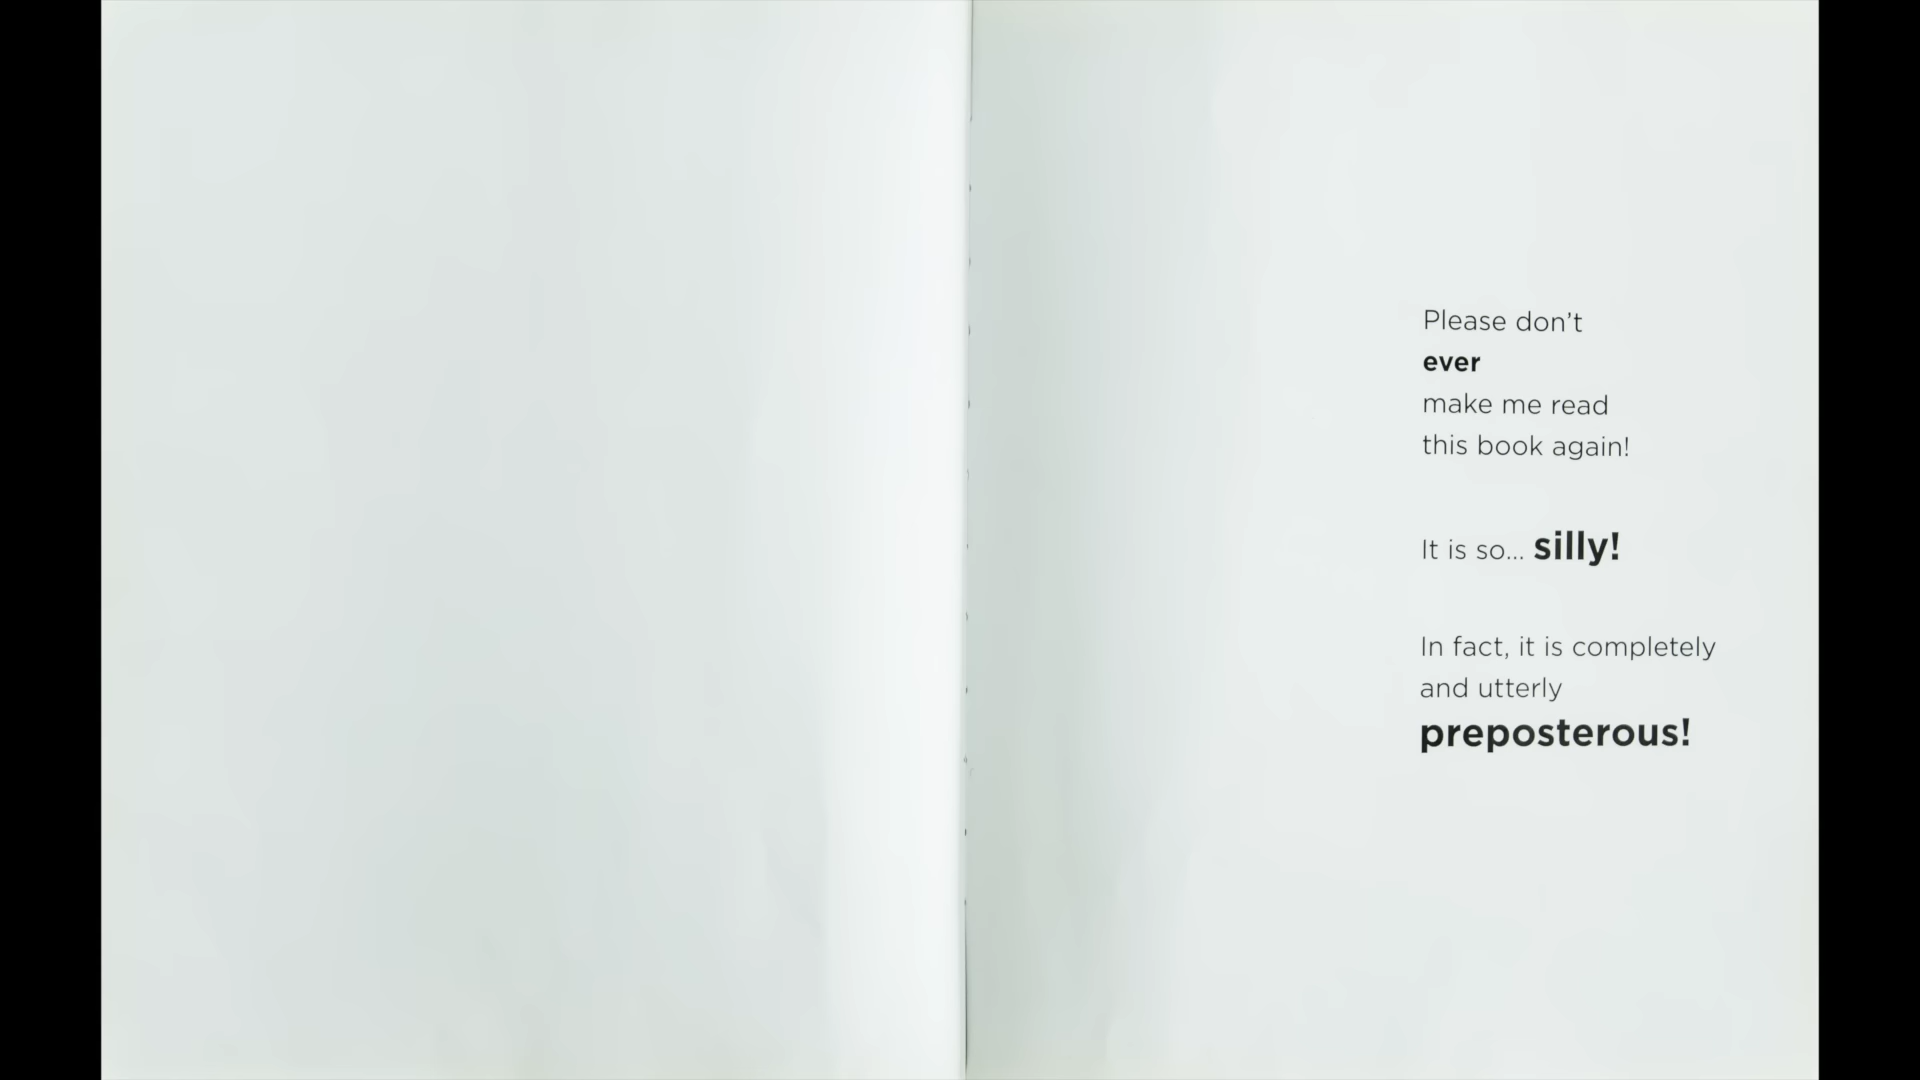 Please don't
ever
make me read
this book again!
It is so... silly!
In fact, it is completely
and utterly
preposterous!